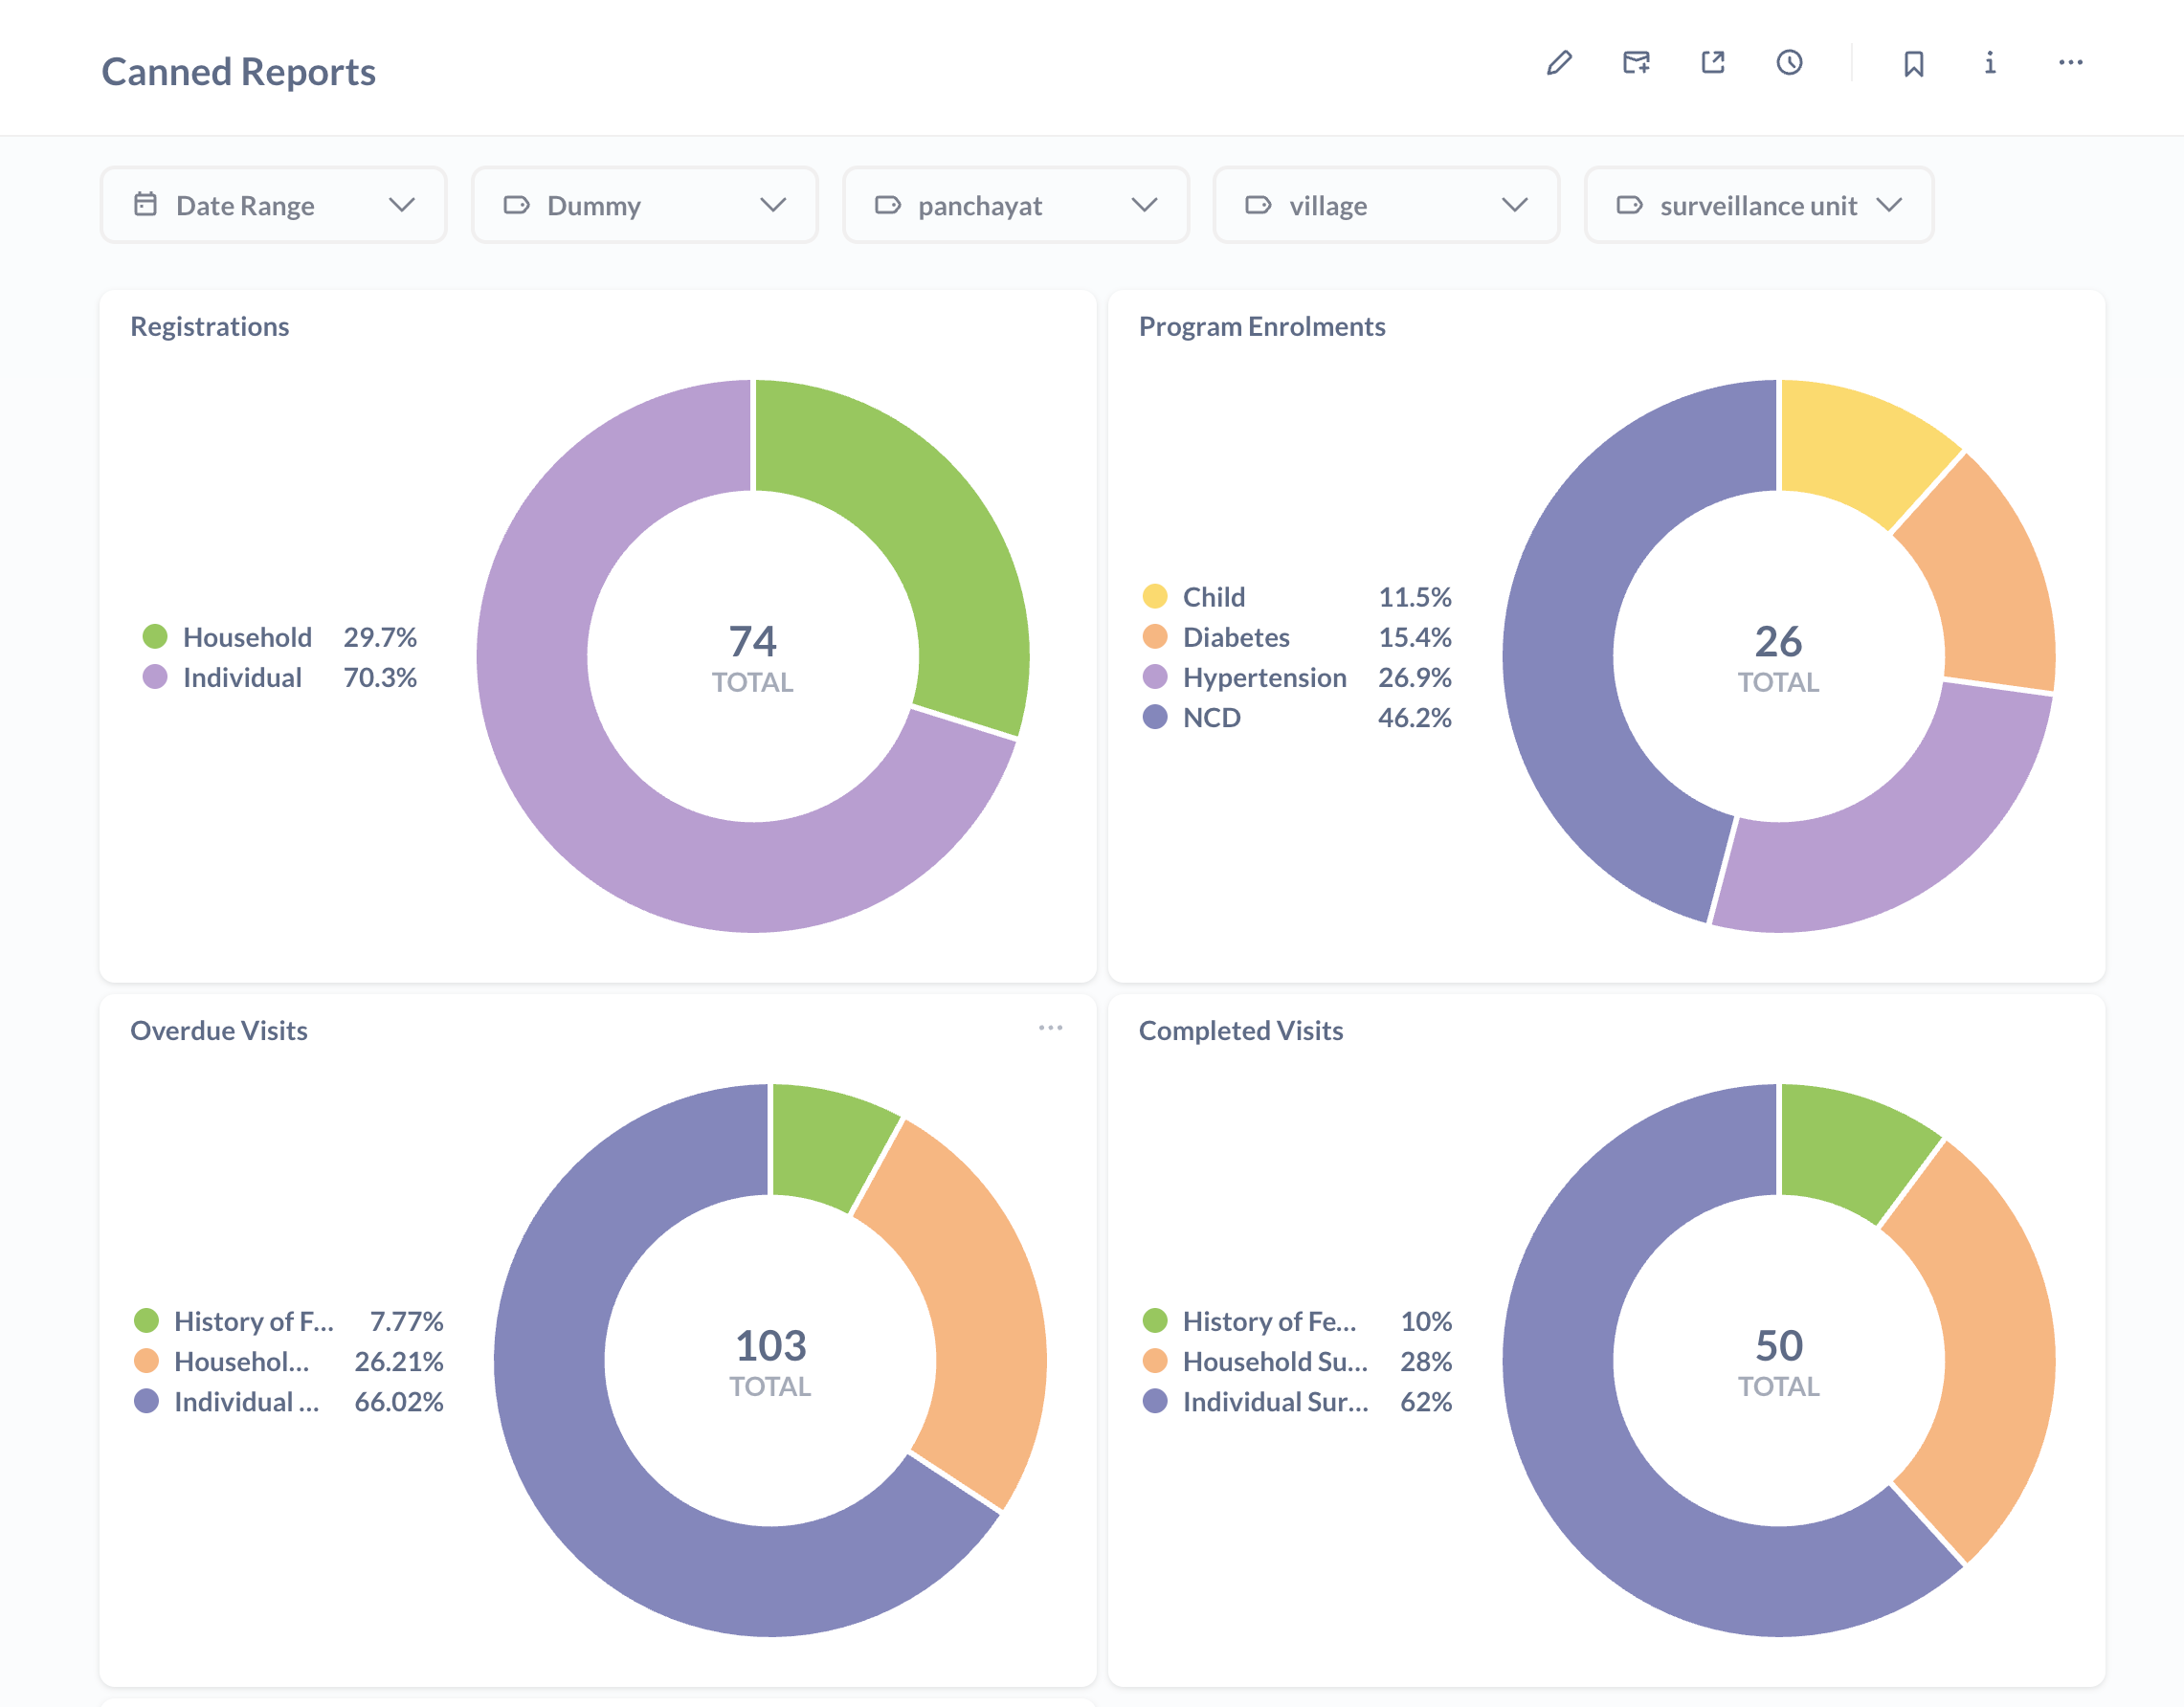 Canned Reports
Date Range
Dummy
panchayat
village
surveillance unit
Registrations
Household 29.7%
Individual 70.3%
74
TOTAL
Program Enrolments
Child 11.5%
Diabetes 15.4%
Hypertension 26.9%
NCD 46.2%
26
TOTAL
Overdue Visits
History of F... 7.77%
Househol... 26.21%
Individual ... 66.02%
103
TOTAL
Completed Visits
History of Fe... 10%
Household Su... 28%
Individual Sur... 62%
50
TOTAL